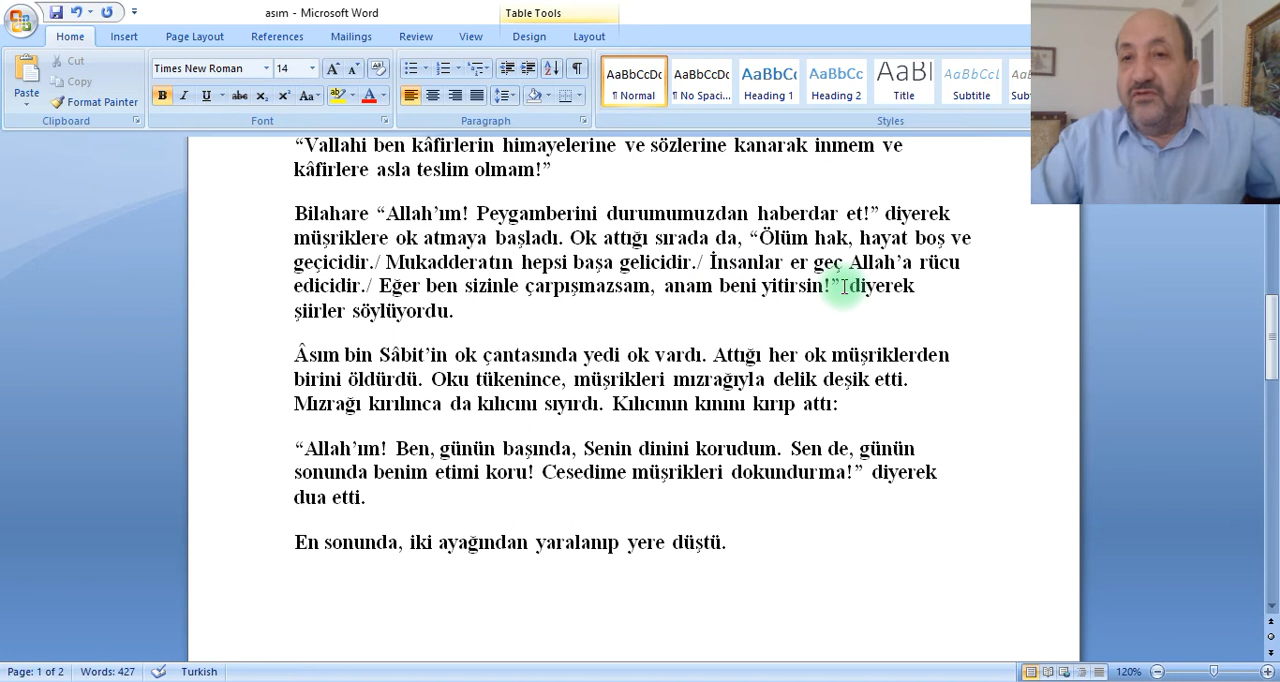 asım - Microsoft Word
Table Tools
Home Insert Page Layout References Mailings Review View Design Layout
Paste
Cut
Copy
Format Painter
Clipboard
Times New Roman 14
Font
Paragraph
AaBbCcDc AaBbCcDc AaBbCc AaBbCc AaBl AaBbCcL
¶ Normal ¶ No Spaci... Heading 1 Heading 2 Title Subtitle
Styles
“Vallahi ben kâfirlerin himayelerine ve sözlerine kanarak inmem ve
kâfirlere asla teslim olmam!”
Bilahare “Allah’ım! Peygamberini durumumuzdan haberdar et!” diyerek
müşriklere ok atmaya başladı. Ok attığı sırada da, “Ölüm hak, hayat boş ve
geçicidir./ Mukadderatın hepsi başa gelicidir./ İnsanlar er geç Allah’a rücu
edicidir./ Eğer ben sizinle çarpışmazsam, anam beni yitirsin!” diyerek
şiirler söylüyordu.
Âsım bin Sâbit’in ok çantasında yedi ok vardı. Attığı her ok müşriklerden
birini öldürdü. Oku tükenince, müşrikleri mızrağıyla delik deşik etti.
Mızrağı kırılınca da kılıcını sıyırdı. Kılıcının kınını kırıp attı:
“Allah’ım! Ben, günün başında, Senin dinini korudum. Sen de, günün
sonunda benim etimi koru! Cesedime müşrikleri dokundurma!” diyerek
dua etti.
En sonunda, iki ayağından yaralanıp yere düştü.
Page: 1 of 2 Words: 427 Turkish 120%